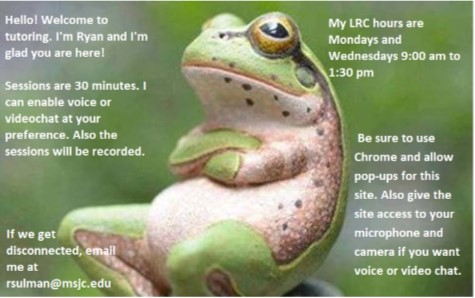 Hello! Welcome to
tutoring. I'm Ryan and I'm
glad you are here!
Sessions are 30 minutes. I
can enable voice or
videochat at your
preference. Also the
sessions will be recorded.
If we get
disconnected, email
me at
rsulman@msjc.edu
My LRC hours are
Mondays and
Wednesdays 9:00 am to
1:30 pm
Be sure to use
Chrome and allow
pop-ups for this
site. Also give the
site access to your
microphone and
camera if you want
voice or video chat.